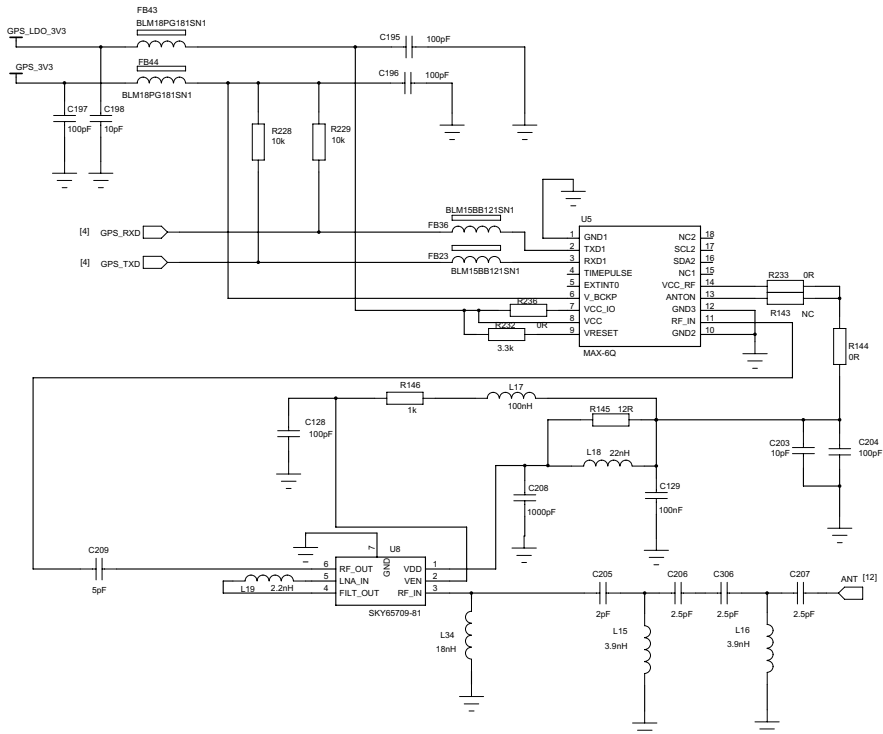 FB43
BLM18PG181SN1
GPS_LDO_3V3
C195
100pF
FB44
GPS_3V3
C196
100pF
BLM18PG181SN1
C197
100pF
C198
10pF
R228
10k
R229
10k
BLM15BB121SN1
[4] GPS_RXD
FB36
[4] GPS_TXD
FB23
BLM15BB121SN1
U5
1 GND1
2 TXD1
3 RXD1
4 TIMEPULSE
5 EXTINT0
6 V_BCKP
7 VCC_IO
8 VCC
9 VRESET
NC2 18
SCL2 17
SDA2 16
NC1 15
VCC_RF 14
ANTON 13
GND3 12
RF_IN 11
GND2 10
MAX-6Q
R236
0R
R232
3.3k
R233 0R
R143 NC
R144
0R
R146
1k
L17
100nH
C128
100pF
R145 12R
L18 22nH
C208
1000pF
C129
100nF
C203
10pF
C204
100pF
C209
5pF
L19 2.2nH
U8
7
GND
6 RF_OUT
5 LNA_IN
4 FILT_OUT
VDD 1
VEN 2
RF_IN 3
SKY65709-81
L34
18nH
C205
2pF
C206
2.5pF
C306
2.5pF
C207
2.5pF
ANT [12]
L15
3.9nH
L16
3.9nH